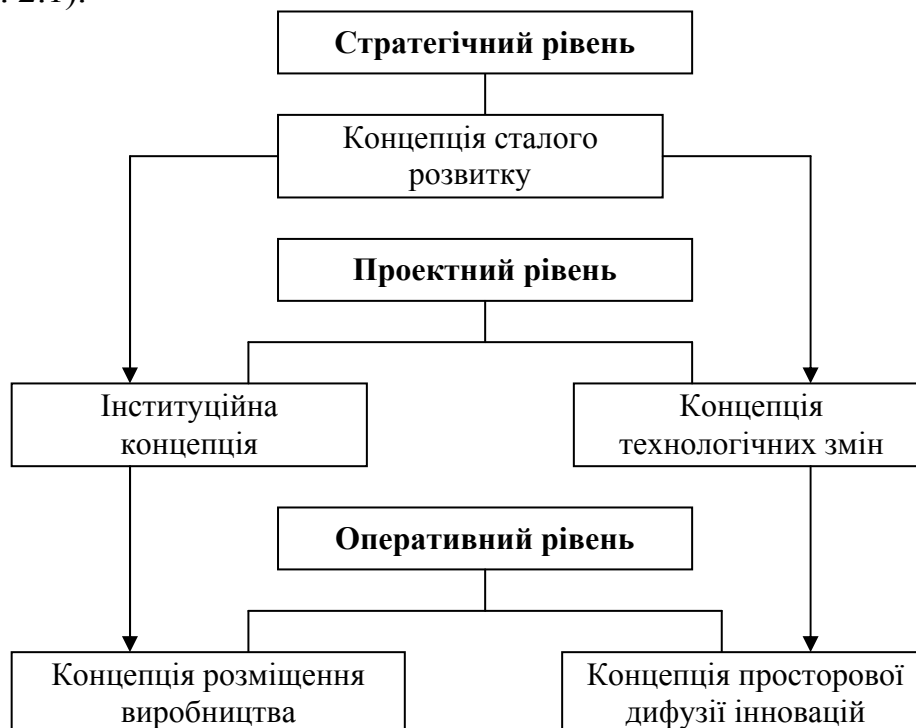 . 2.1).
Стратегічний рівень
Концепція сталого
розвитку
Проектний рівень
Інституційна
концепція
Концепція
технологічних змін
Оперативний рівень
Концепція розміщення
виробництва
Концепція просторової
дифузії інновацій